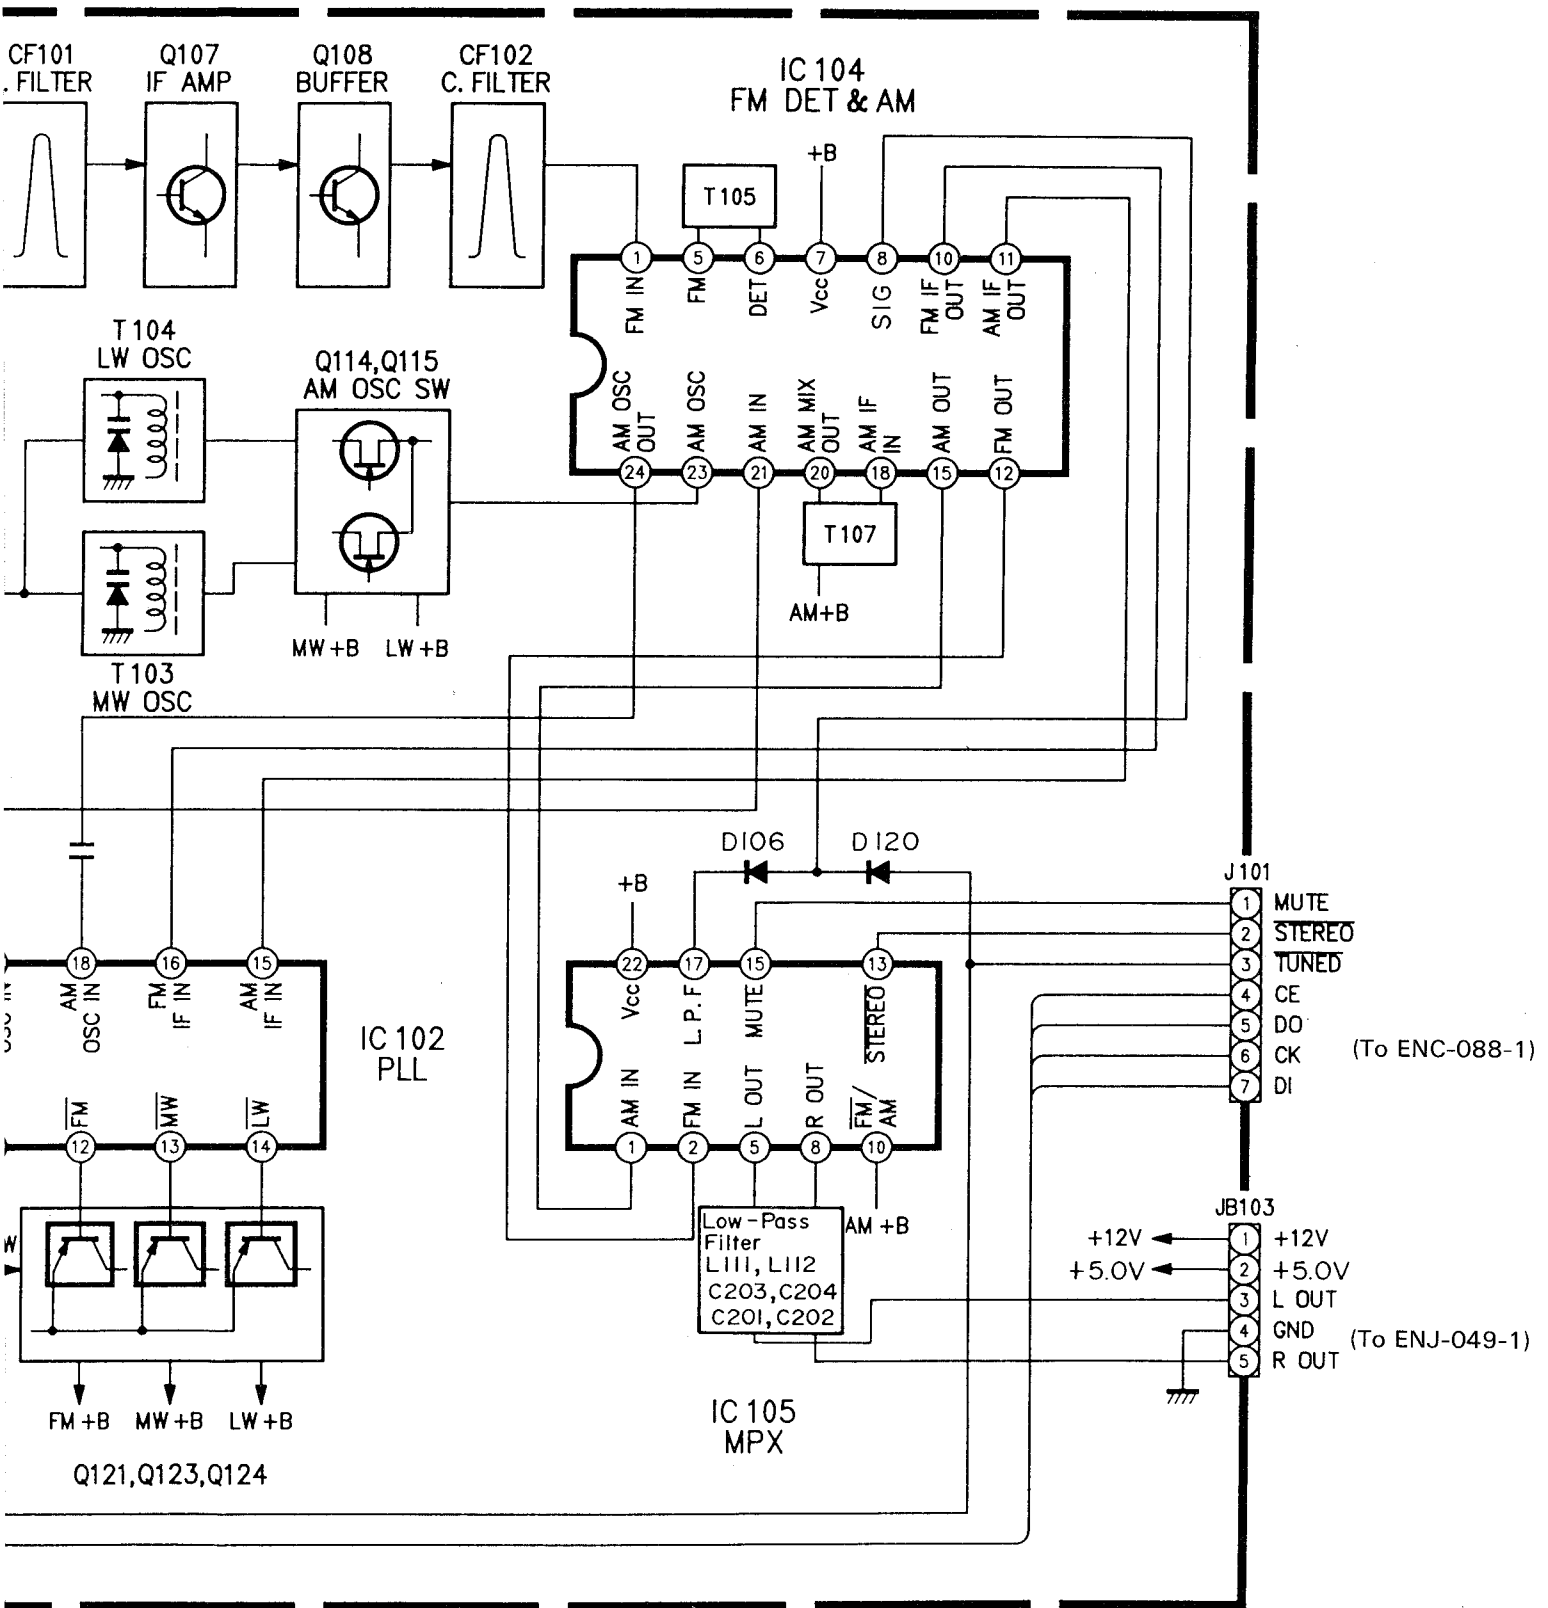 CF101
. FILTER
Q107
IF AMP
Q108
BUFFER
CF102
C. FILTER
IC 104
FM DET & AM
+B
T105
1
5
6
7
8
10
11
FM IN
FM
DET
Vcc
SIG
FM IF
OUT
AM IF
OUT
T104
LW OSC
Q114,Q115
AM OSC SW
AM OSC
OUT
AM OSC
AM IN
AM MIX
OUT
AM IF
IN
AM OUT
FM OUT
24
23
21
20
18
15
12
T107
AM+B
MW+B
LW+B
T103
MW OSC
D106
D120
+B
J101
1 MUTE
2 STEREO
3 TUNED
4 CE
5 DO
6 CK
7 DI
(To ENC-088-1)
18
16
15
OSC IN
AM
OSC IN
FM
IF IN
AM
IF IN
IC 102
PLL
FM
MW
LW
12
13
14
22
17
15
13
Vcc
L.P.F
MUTE
STEREO
AM IN
FM IN
L OUT
R OUT
FM/
AM
1
2
5
8
10
Low-Pass
Filter
L111, L112
C203,C204
C201,C202
AM+B
JB103
+12V
1 +12V
+5.0V
2 +5.0V
3 L OUT
4 GND
5 R OUT
(To ENJ-049-1)
W
FM+B
MW+B
LW+B
Q121,Q123,Q124
IC 105
MPX